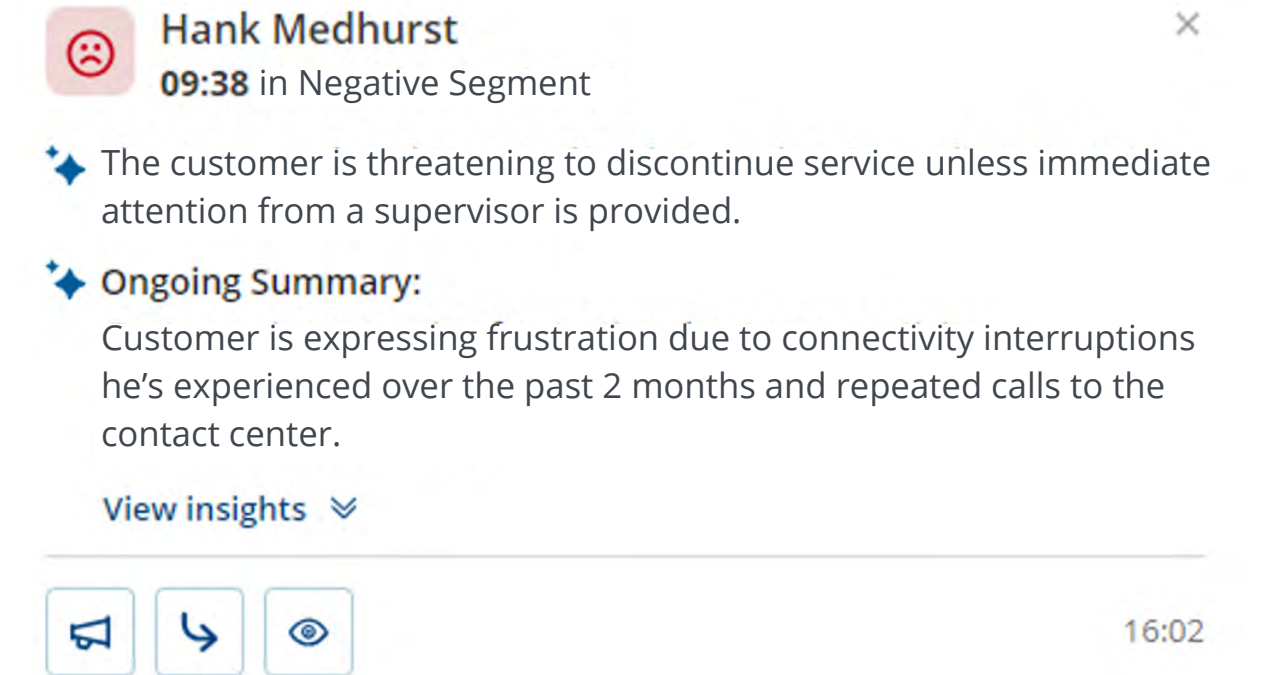 Hank Medhurst
09:38 in Negative Segment
The customer is threatening to discontinue service unless immediate
attention from a supervisor is provided.
Ongoing Summary:
Customer is expressing frustration due to connectivity interruptions
he’s experienced over the past 2 months and repeated calls to the
contact center.
View insights
16:02